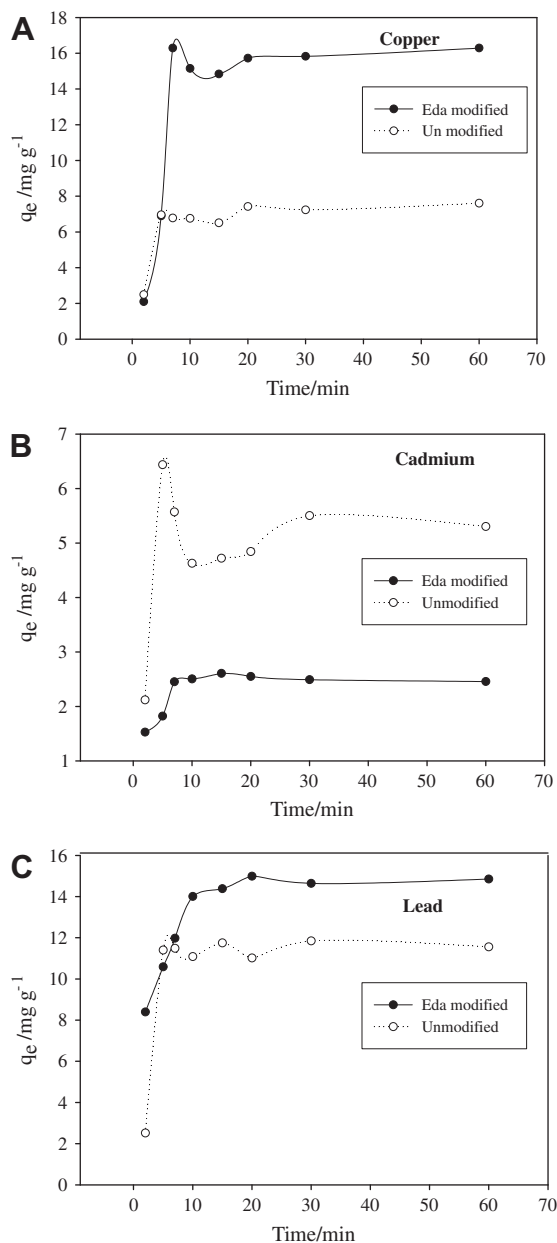 A
18
16
14
12
10
8
6
4
2
0
Copper
Eda modified
Un modified
qe /mg g-1
0 10 20 30 40 50 60 70
Time/min
B
7
6
5
4
3
2
1
Cadmium
Eda modified
Unmodified
qe /mg g-1
0 10 20 30 40 50 60 70
Time/min
C
16
14
12
10
8
6
4
2
0
Lead
Eda modified
Unmodified
qe /mg g-1
0 10 20 30 40 50 60 70
Time/min